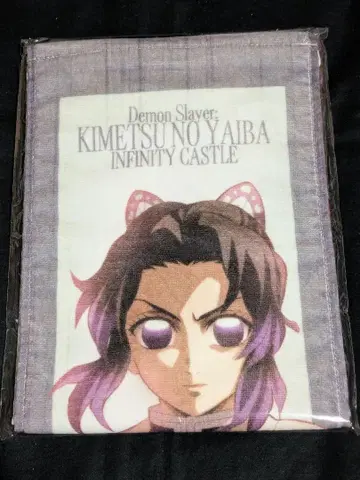 Demon Slayer:
KIMETSU NO YAIBA
INFINITY CASTLE